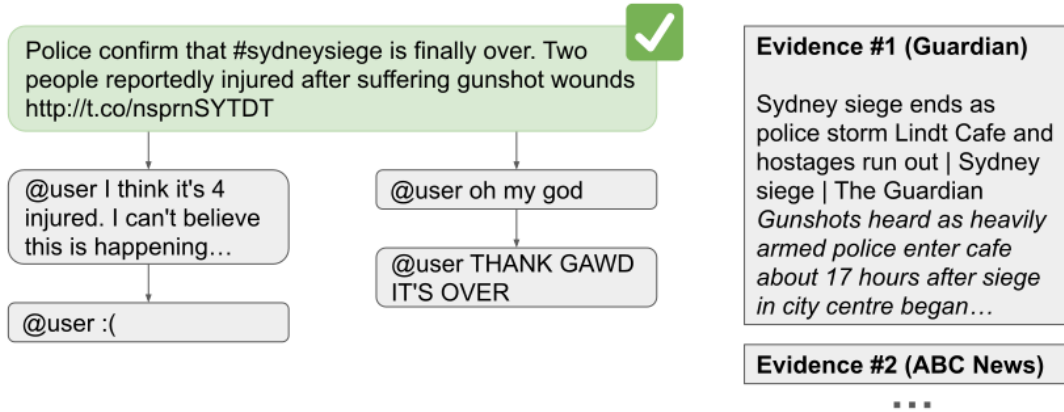 Police confirm that #sydneysiege is finally over. Two
people reportedly injured after suffering gunshot wounds
http://t.co/nsprnSYTDT
@user I think it's 4
injured. I can't believe
this is happening…
@user :(
@user oh my god
@user THANK GAWD
IT'S OVER
Evidence #1 (Guardian)
Sydney siege ends as
police storm Lindt Cafe and
hostages run out | Sydney
siege | The Guardian
Gunshots heard as heavily
armed police enter cafe
about 17 hours after siege
in city centre began…
Evidence #2 (ABC News)
...